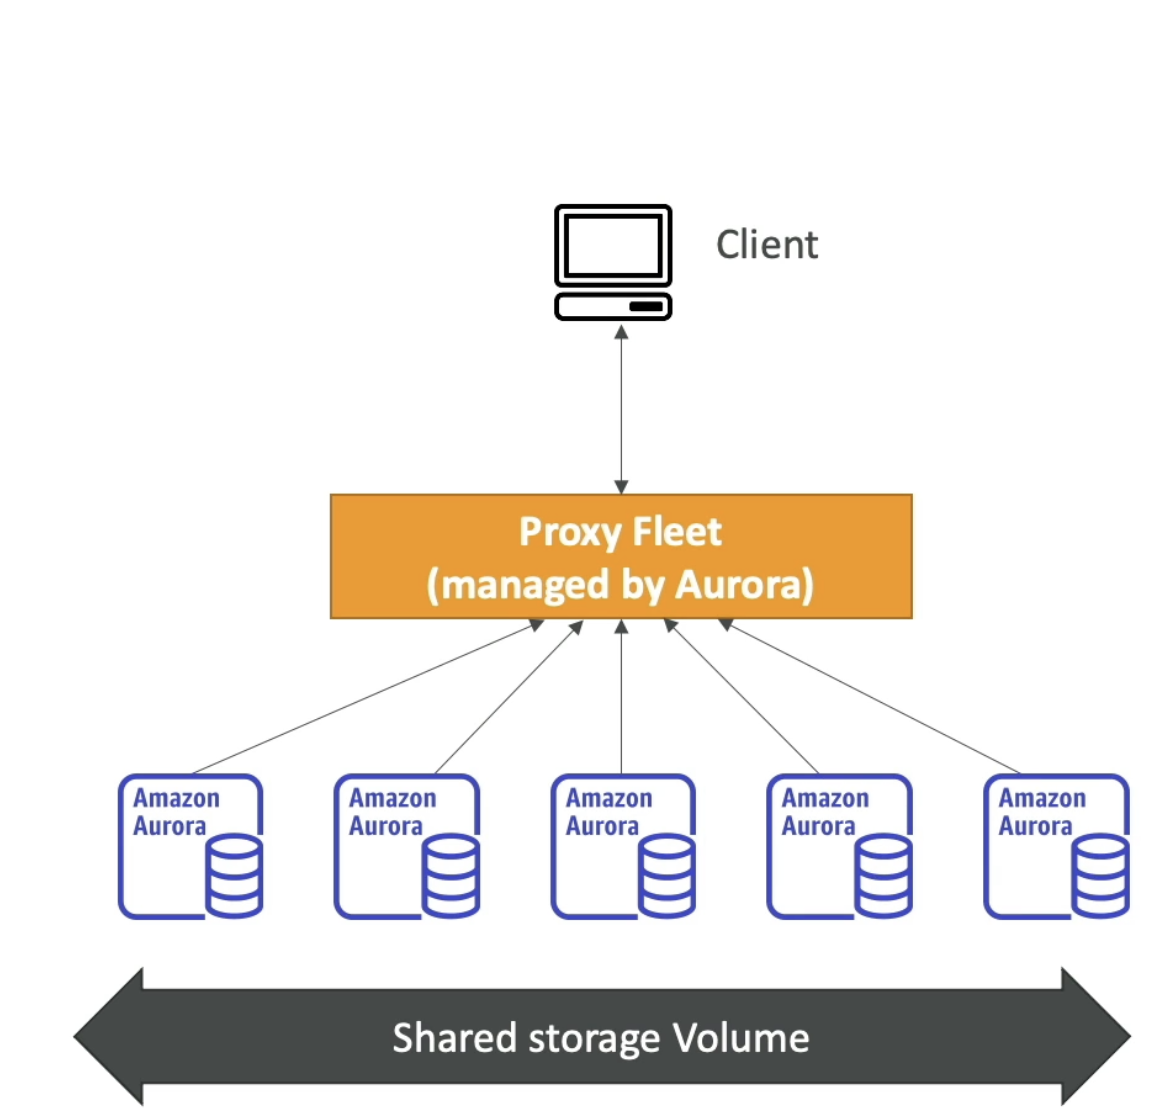 Client
Proxy Fleet
(managed by Aurora)
Amazon
Aurora
Amazon
Aurora
Amazon
Aurora
Amazon
Aurora
Amazon
Aurora
Shared storage Volume